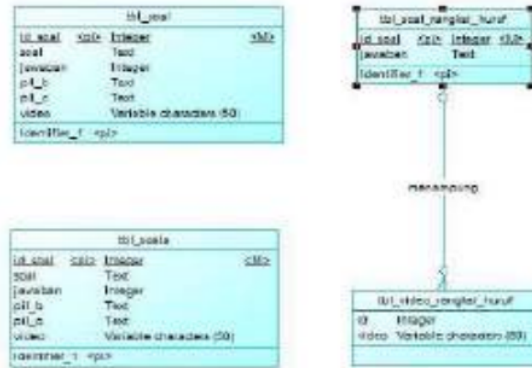 tbl_soal
id_soal <pi> Integer <M>
soal Text
jawaban Integer
pil_b Text
pil_c Text
video Variable characters (50)
Identifier_1 <pi>
tbl_soal_rangkai_huruf
id_soal <pi> Integer <M>
jawaban Text
Identifier_1 <pi>
menampung
tbl_soala
id_soal <pi> Integer <M>
soal Text
jawaban Integer
pil_b Text
pil_c Text
video Variable characters (50)
Identifier_1 <pi>
tbl_video_rangkai_huruf
id Integer
video Variable characters (50)